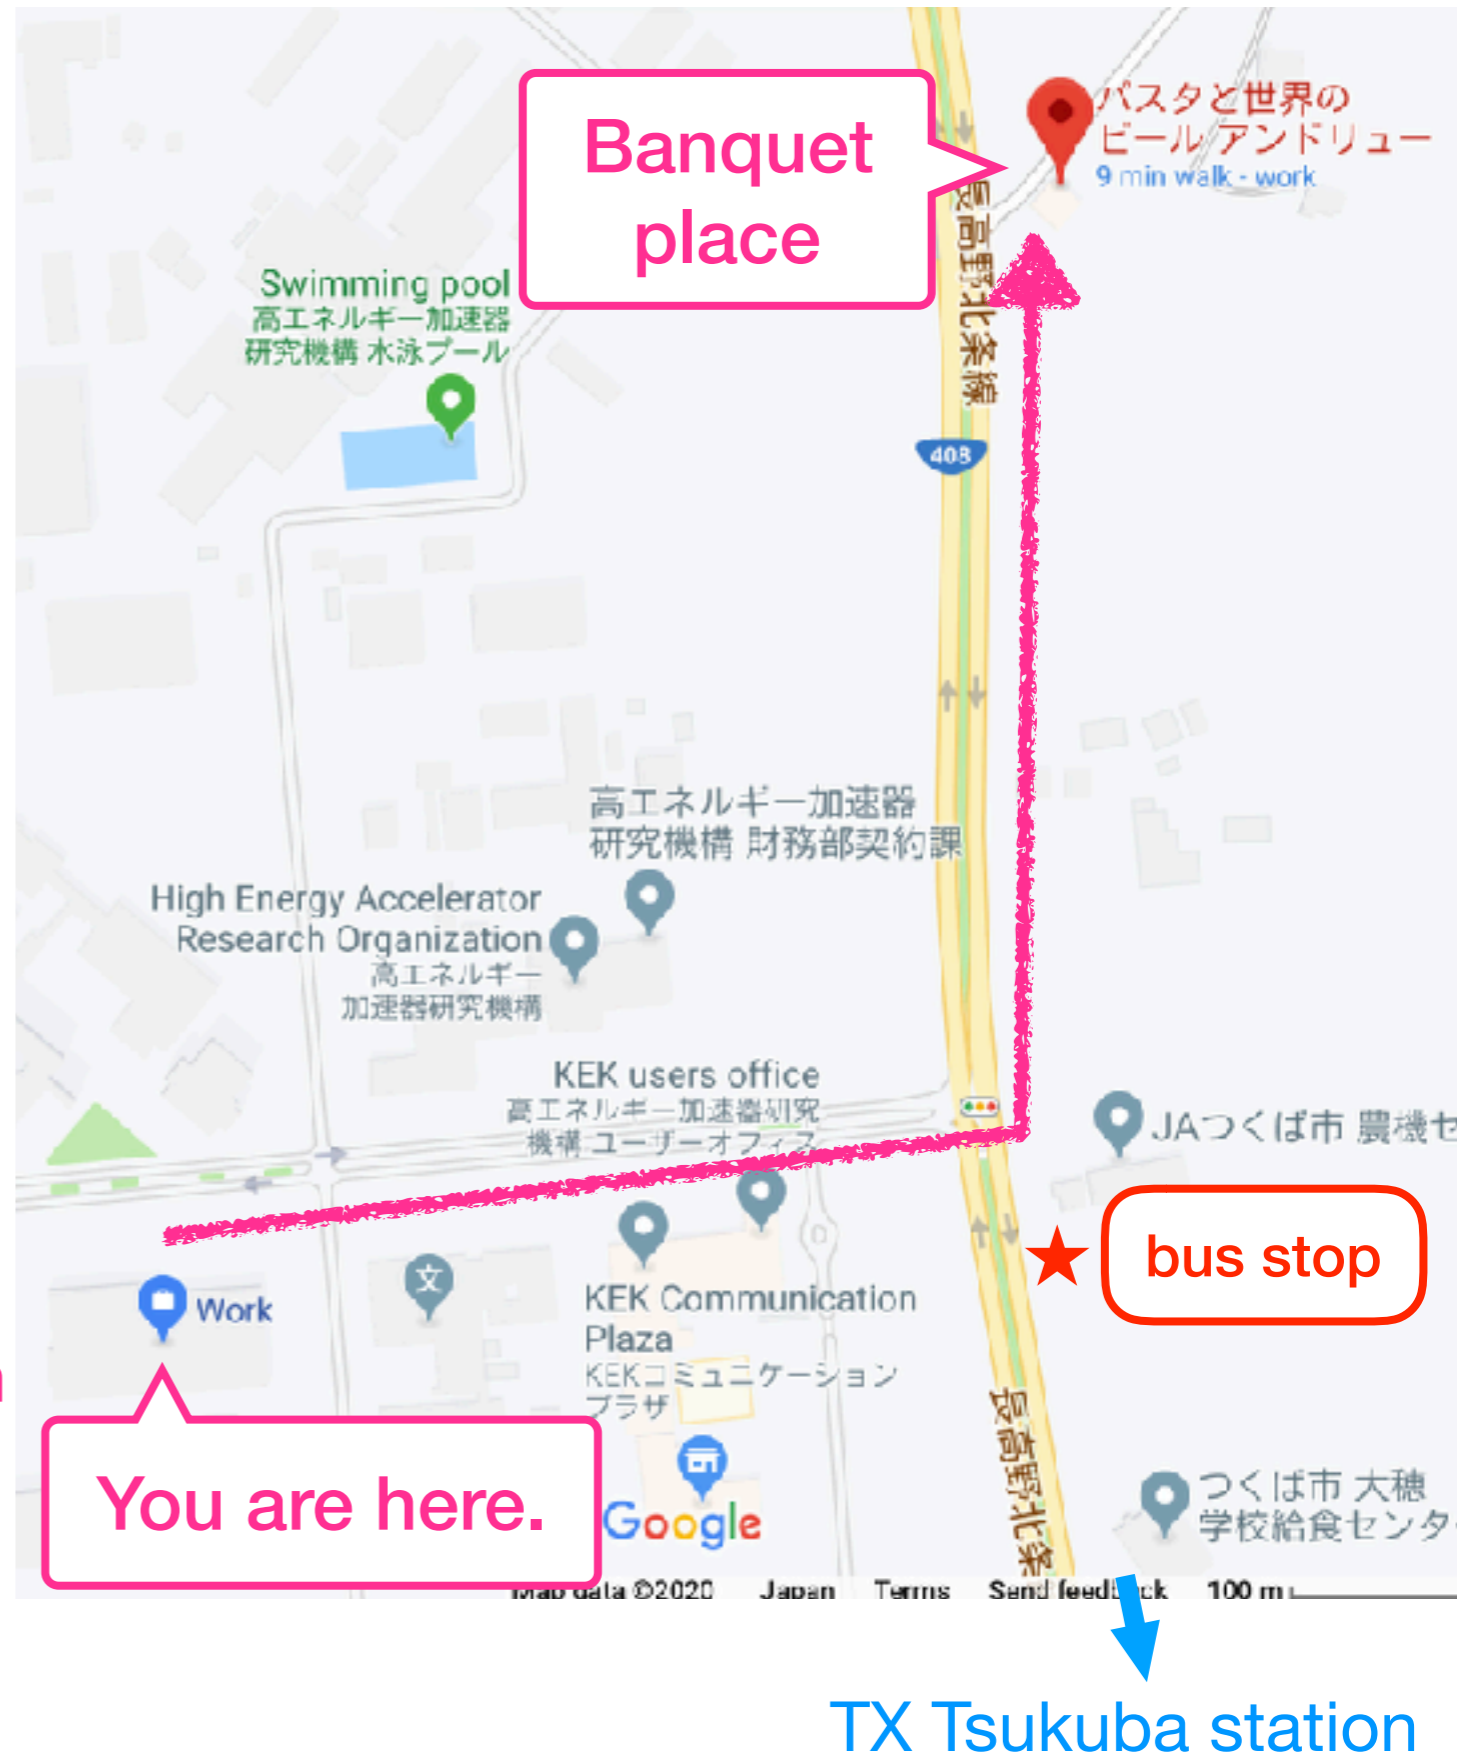 Banquet
place
パスタと世界の
ビール アンドリュー
9 min walk - work
長高野北条線
Swimming pool
高エネルギー加速器
研究機構 水泳プール
408
高エネルギー加速器
研究機構 財務部契約課
High Energy Accelerator
Research Organization
高エネルギー
加速器研究機構
KEK users office
高エネルギー加速器研究
機構 ユーザーオフィス
JAつくば市 農機セ
bus stop
Work
文
KEK Communication
Plaza
KEKコミュニケーション
プラザ
You are here.
長高野北条
つくば市 大穂
学校給食センタ
Google
Map data ©2020 Japan Terms Send feedback 100 m
TX Tsukuba station